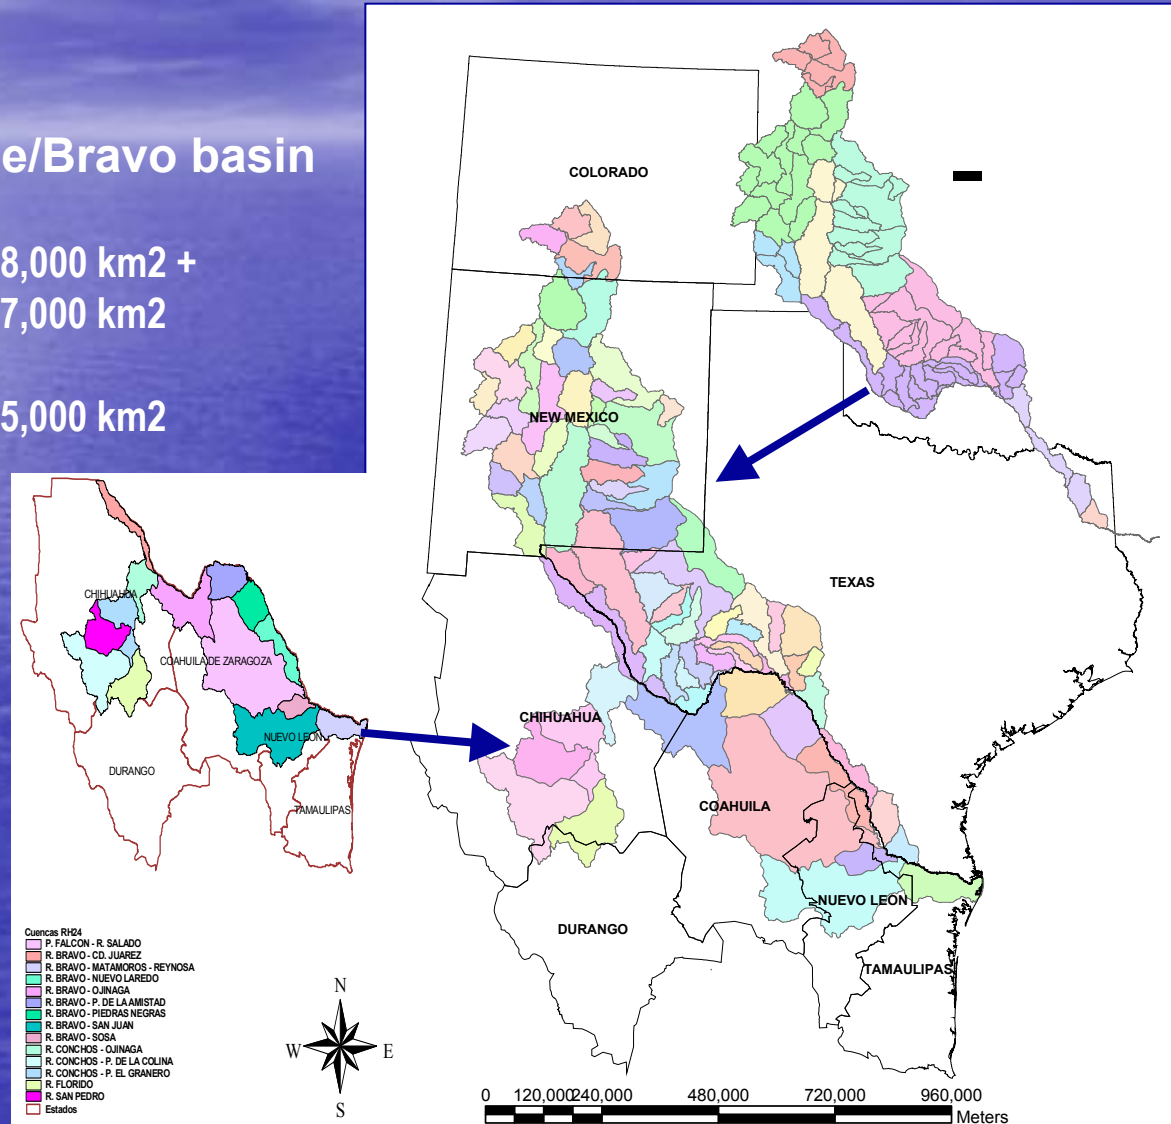 e/Bravo basin
8,000 km2 +
7,000 km2
5,000 km2
COLORADO
NEW MEXICO
TEXAS
CHIHUAHUA
COAHUILA
NUEVO LEON
DURANGO
TAMAULIPAS
CHIHUAHUA
COAHUILA DE ZARAGOZA
NUEVO LEON
DURANGO
TAMAULIPAS
Cuencas RH24
P. FALCON - R. SALADO
R. BRAVO - CD. JUAREZ
R. BRAVO - MATAMOROS - REYNOSA
R. BRAVO - NUEVO LAREDO
R. BRAVO - OJINAGA
R. BRAVO - P. DE LA AMISTAD
R. BRAVO - PIEDRAS NEGRAS
R. BRAVO - SAN JUAN
R. BRAVO - SOSA
R. CONCHOS - OJINAGA
R. CONCHOS - P. DE LA COLINA
R. CONCHOS - P. EL GRANERO
R. FLORIDO
R. SAN PEDRO
Estados
N
W E
S
0 120,000240,000 480,000 720,000 960,000
Meters